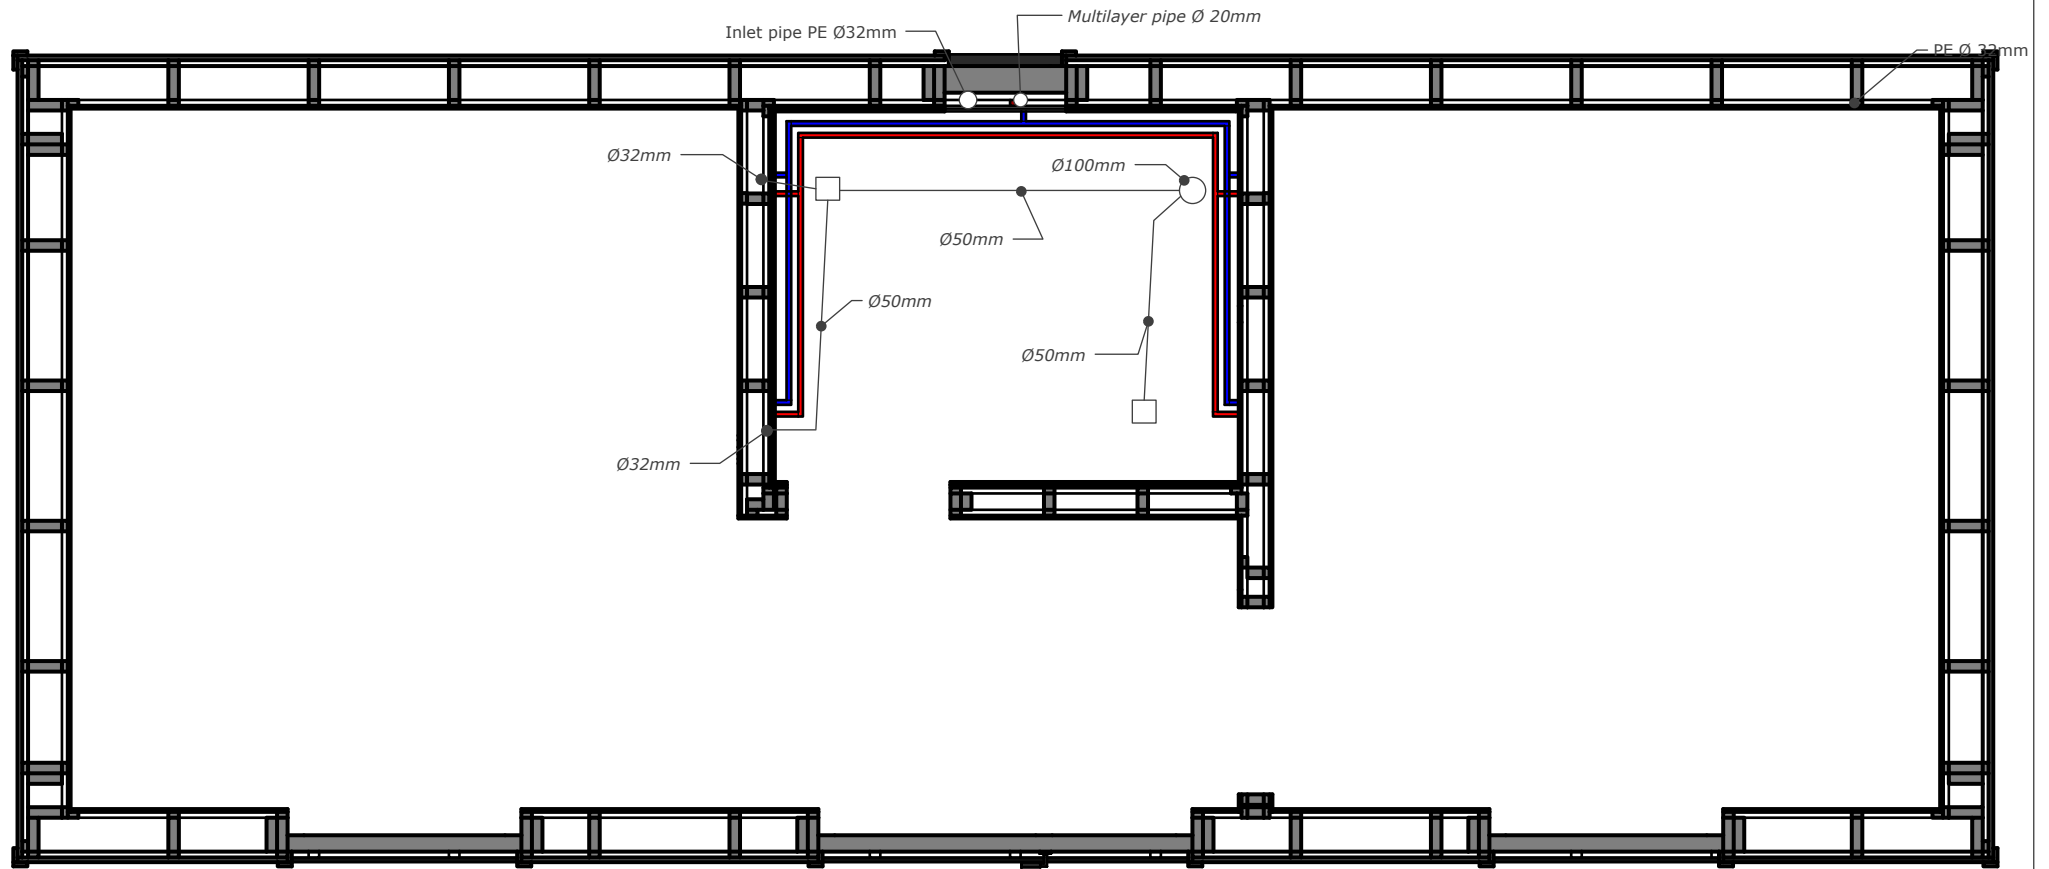 Multilayer pipe Ø 20mm
Inlet pipe PE Ø32mm
PE Ø 32mm
Ø32mm
Ø100mm
Ø50mm
Ø50mm
Ø50mm
Ø32mm